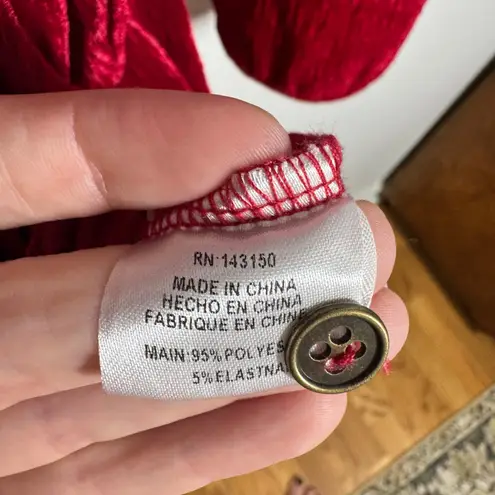 RN:143150
MADE IN CHINA
HECHO EN CHINA
FABRIQUE EN CHINE
MAIN:95% POLYES
5% ELASTNA